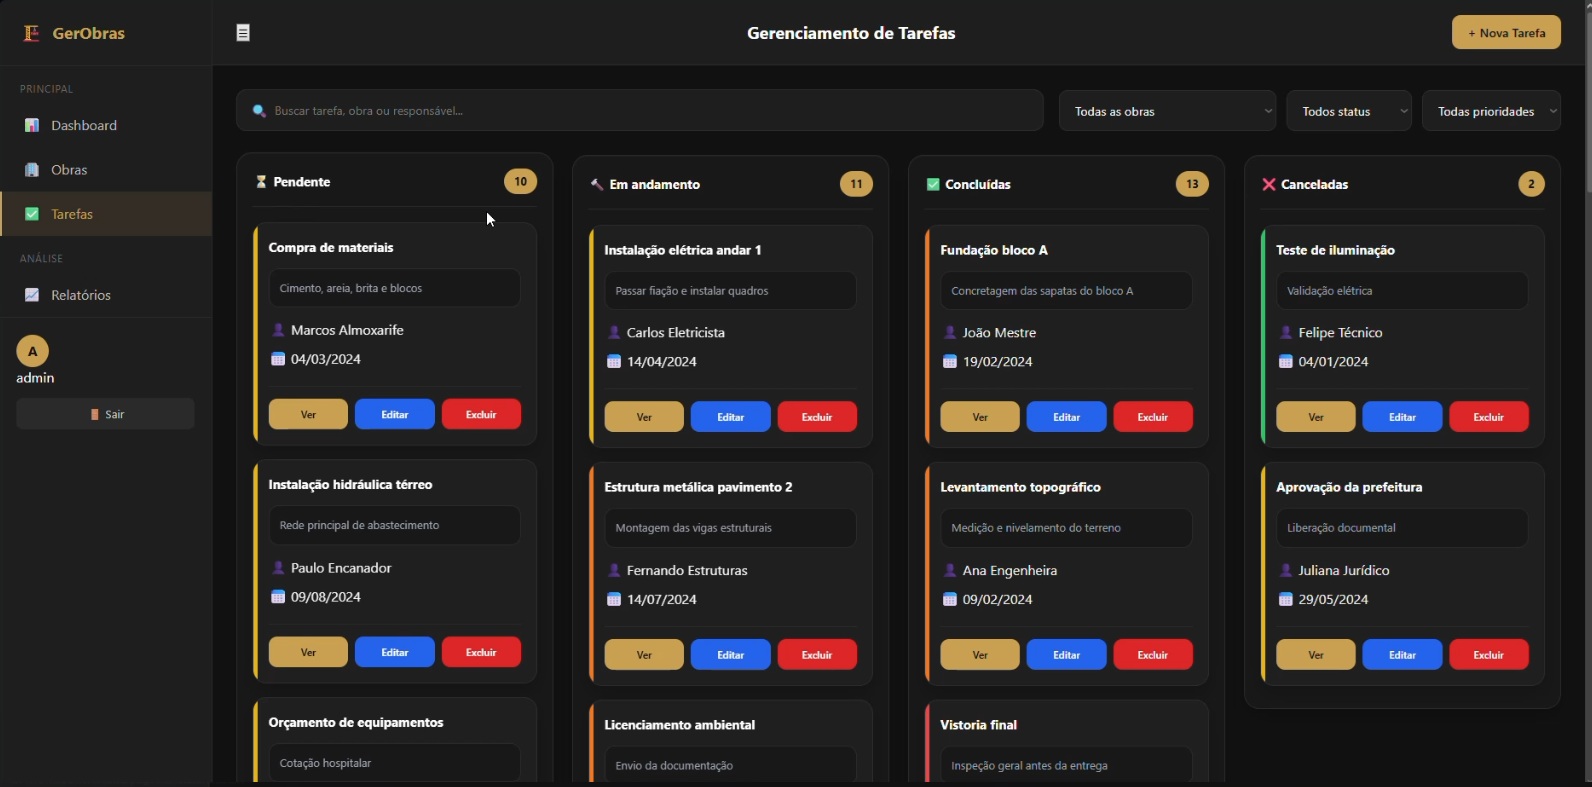 GerObras
PRINCIPAL
Dashboard
Obras
Tarefas
ANÁLISE
Relatórios
A
admin
Sair
Gerenciamento de Tarefas
+ Nova Tarefa
Buscar tarefa, obra ou responsável...
Todas as obras
Todos status
Todas prioridades
Pendente
10
Compra de materiais
Cimento, areia, brita e blocos
Marcos Almoxarife
04/03/2024
Ver Editar Excluir
Instalação hidráulica térreo
Rede principal de abastecimento
Paulo Encanador
09/08/2024
Ver Editar Excluir
Orçamento de equipamentos
Cotação hospitalar
Em andamento
11
Instalação elétrica andar 1
Passar fiação e instalar quadros
Carlos Eletricista
14/04/2024
Ver Editar Excluir
Estrutura metálica pavimento 2
Montagem das vigas estruturais
Fernando Estruturas
14/07/2024
Ver Editar Excluir
Licenciamento ambiental
Envio da documentação
Concluídas
13
Fundação bloco A
Concretagem das sapatas do bloco A
João Mestre
19/02/2024
Ver Editar Excluir
Levantamento topográfico
Medição e nivelamento do terreno
Ana Engenheira
09/02/2024
Ver Editar Excluir
Vistoria final
Inspeção geral antes da entrega
Canceladas
2
Teste de iluminação
Validação elétrica
Felipe Técnico
04/01/2024
Ver Editar Excluir
Aprovação da prefeitura
Liberação documental
Juliana Jurídico
29/05/2024
Ver Editar Excluir